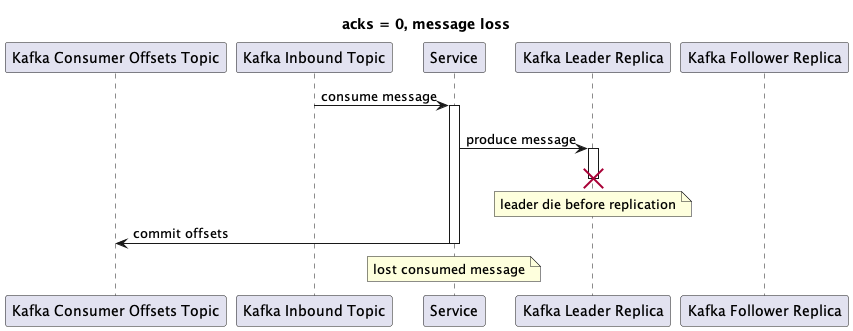 acks = 0, message loss
Kafka Consumer Offsets Topic
Kafka Inbound Topic
Service
Kafka Leader Replica
Kafka Follower Replica
consume message
produce message
leader die before replication
commit offsets
lost consumed message
Kafka Consumer Offsets Topic
Kafka Inbound Topic
Service
Kafka Leader Replica
Kafka Follower Replica